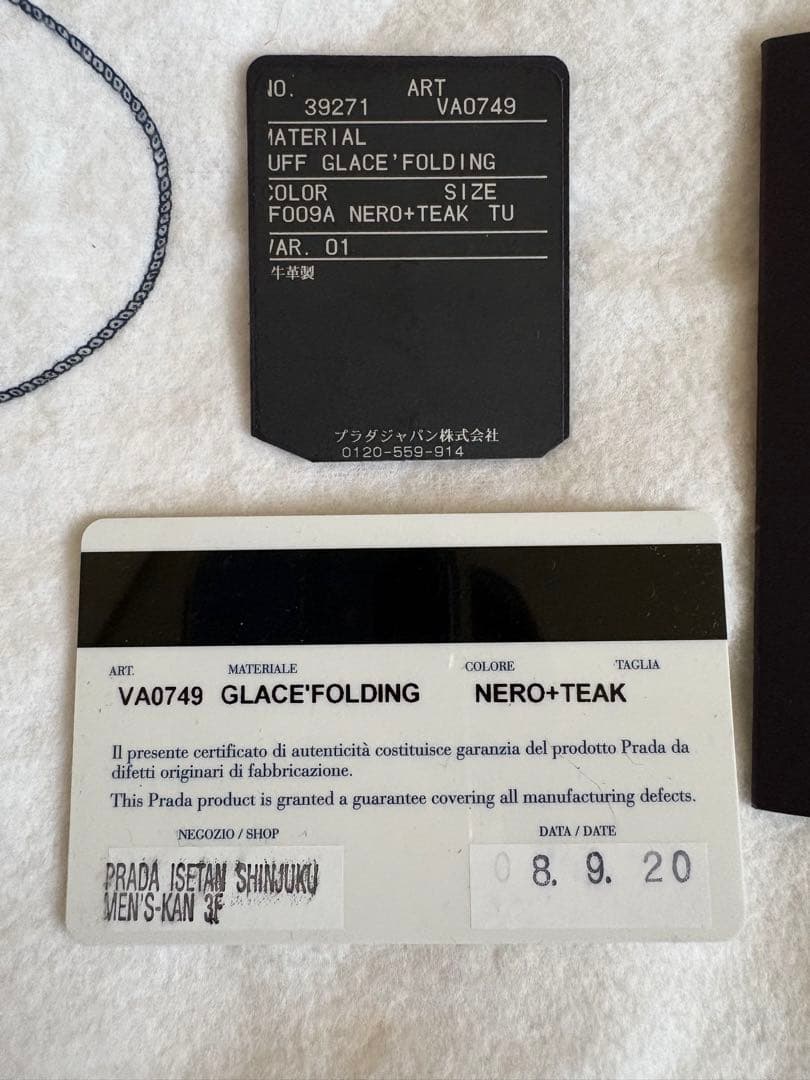 NO. ART
39271 VA0749
MATERIAL
UFF GLACE'FOLDING
COLOR SIZE
F009A NERO+TEAK TU
VAR. 01
牛革製
プラダジャパン株式会社
0120-559-914
ART. MATERIALE COLORE TAGLIA
VA0749 GLACE'FOLDING NERO+TEAK
Il presente certificato di autenticità costituisce garanzia del prodotto Prada da
difetti originari di fabbricazione.
This Prada product is granted a guarantee covering all manufacturing defects.
NEGOZIO / SHOP DATA / DATE
PRADA ISETAN SHINJUKU
MEN'S-KAN 3F
08. 9. 20